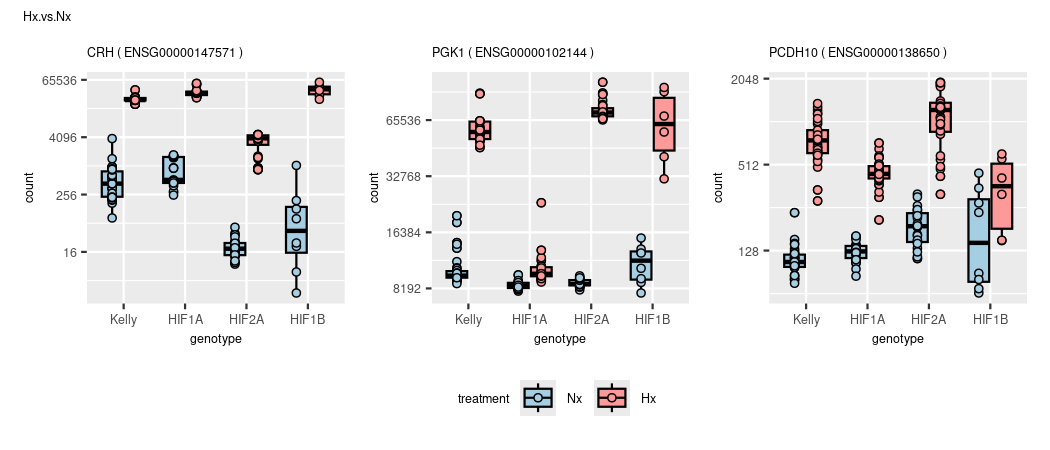 Hx.vs.Nx
CRH ( ENSG00000147571 )
65536
4096
256
16
count
Kelly HIF1A HIF2A HIF1B
genotype
PGK1 ( ENSG00000102144 )
65536
32768
16384
8192
count
Kelly HIF1A HIF2A HIF1B
genotype
PCDH10 ( ENSG00000138650 )
2048
512
128
count
Kelly HIF1A HIF2A HIF1B
genotype
treatment Nx Hx